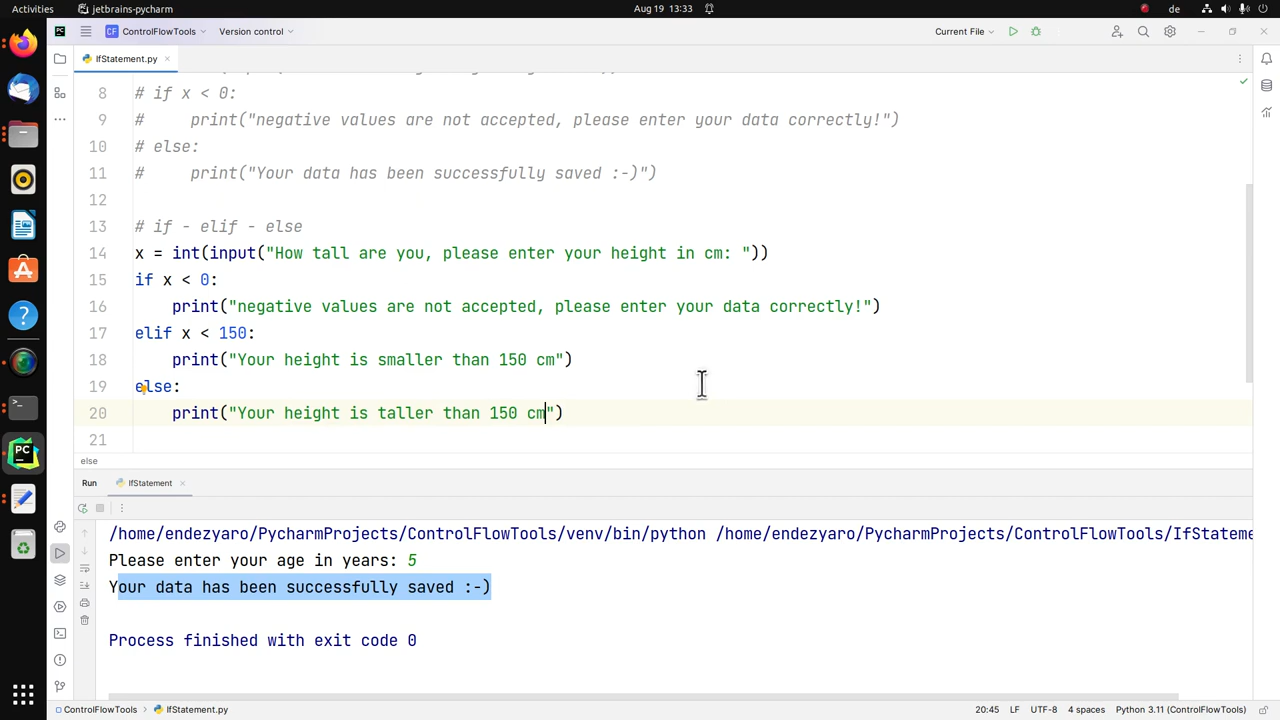 Activities jetbrains-pycharm Aug 19 13:33 de
CF ControlFlowTools Version control Current File
IfStatement.py
8 # if x < 0:
9 #     print("negative values are not accepted, please enter your data correctly!")
10 # else:
11 #     print("Your data has been successfully saved :-)")
12
13 # if - elif - else
14 x = int(input("How tall are you, please enter your height in cm: "))
15 if x < 0:
16     print("negative values are not accepted, please enter your data correctly!")
17 elif x < 150:
18     print("Your height is smaller than 150 cm")
19 else:
20     print("Your height is taller than 150 cm")
21
else
Run IfStatement
/home/endezyaro/PycharmProjects/ControlFlowTools/venv/bin/python /home/endezyaro/PycharmProjects/ControlFlowTools/IfStateme
Please enter your age in years: 5
Your data has been successfully saved :-)
Process finished with exit code 0
ControlFlowTools > IfStatement.py 20:45 LF UTF-8 4 spaces Python 3.11 (ControlFlowTools)